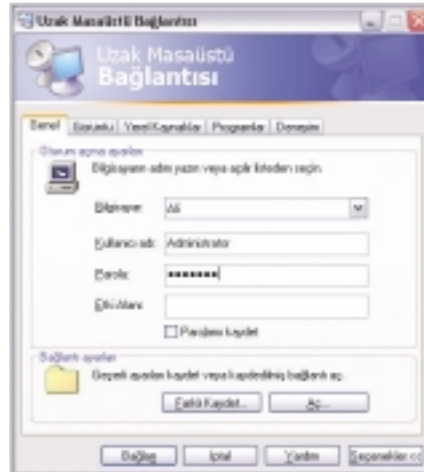 Uzak Masaüstü Bağlantısı
Uzak Masaüstü
Bağlantısı
Genel Görüntü Yerel Kaynaklar Programlar Deneyim
Oturum açma ayarları
Bilgisayarın adını yazın veya açılır listeden seçin.
Bilgisayar: Ali
Kullanıcı adı: Administrator
Parola: •••••••
Etki Alanı:
Parolamı kaydet
Bağlantı ayarları
Geçerli ayarları kaydet veya kaydedilmiş bağlantı aç.
Farklı Kaydet... Aç...
Bağlan İptal Yardım Seçenekler <<